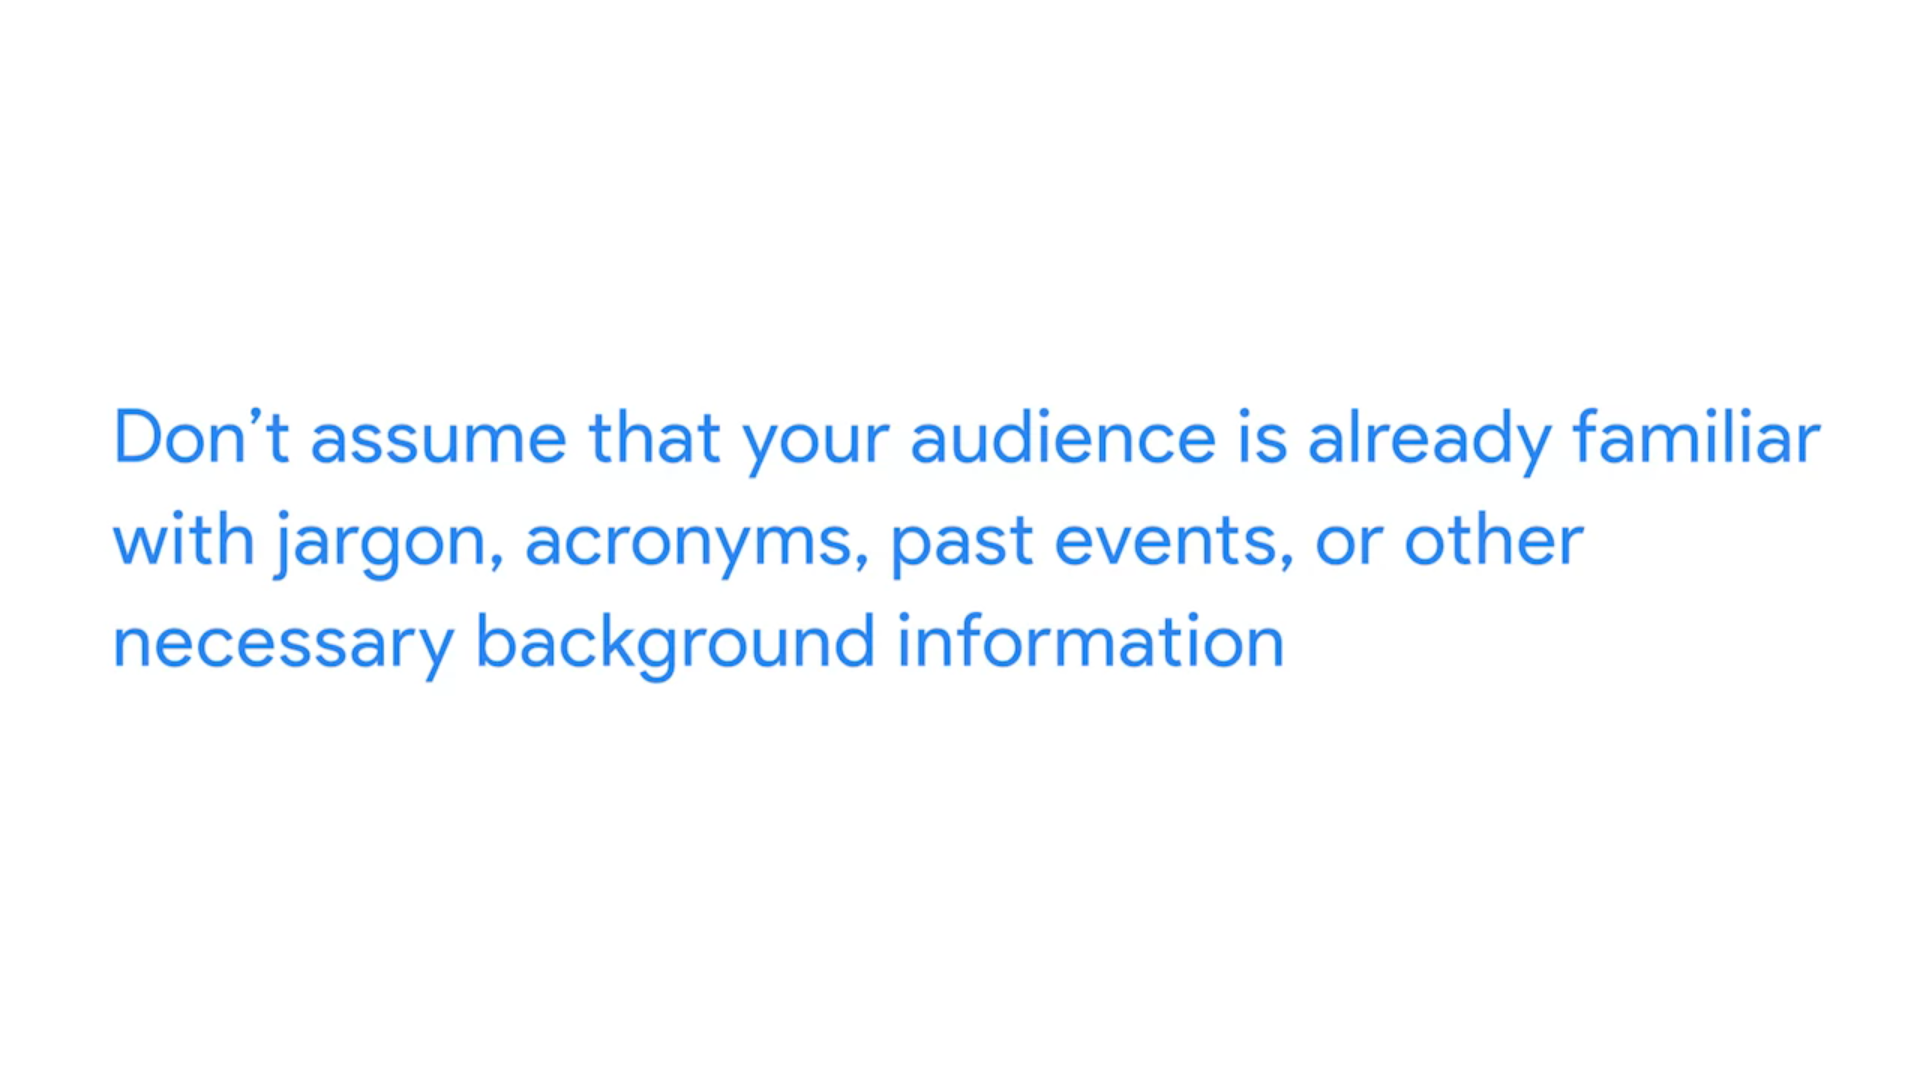 Don’t assume that your audience is already familiar
with jargon, acronyms, past events, or other
necessary background information